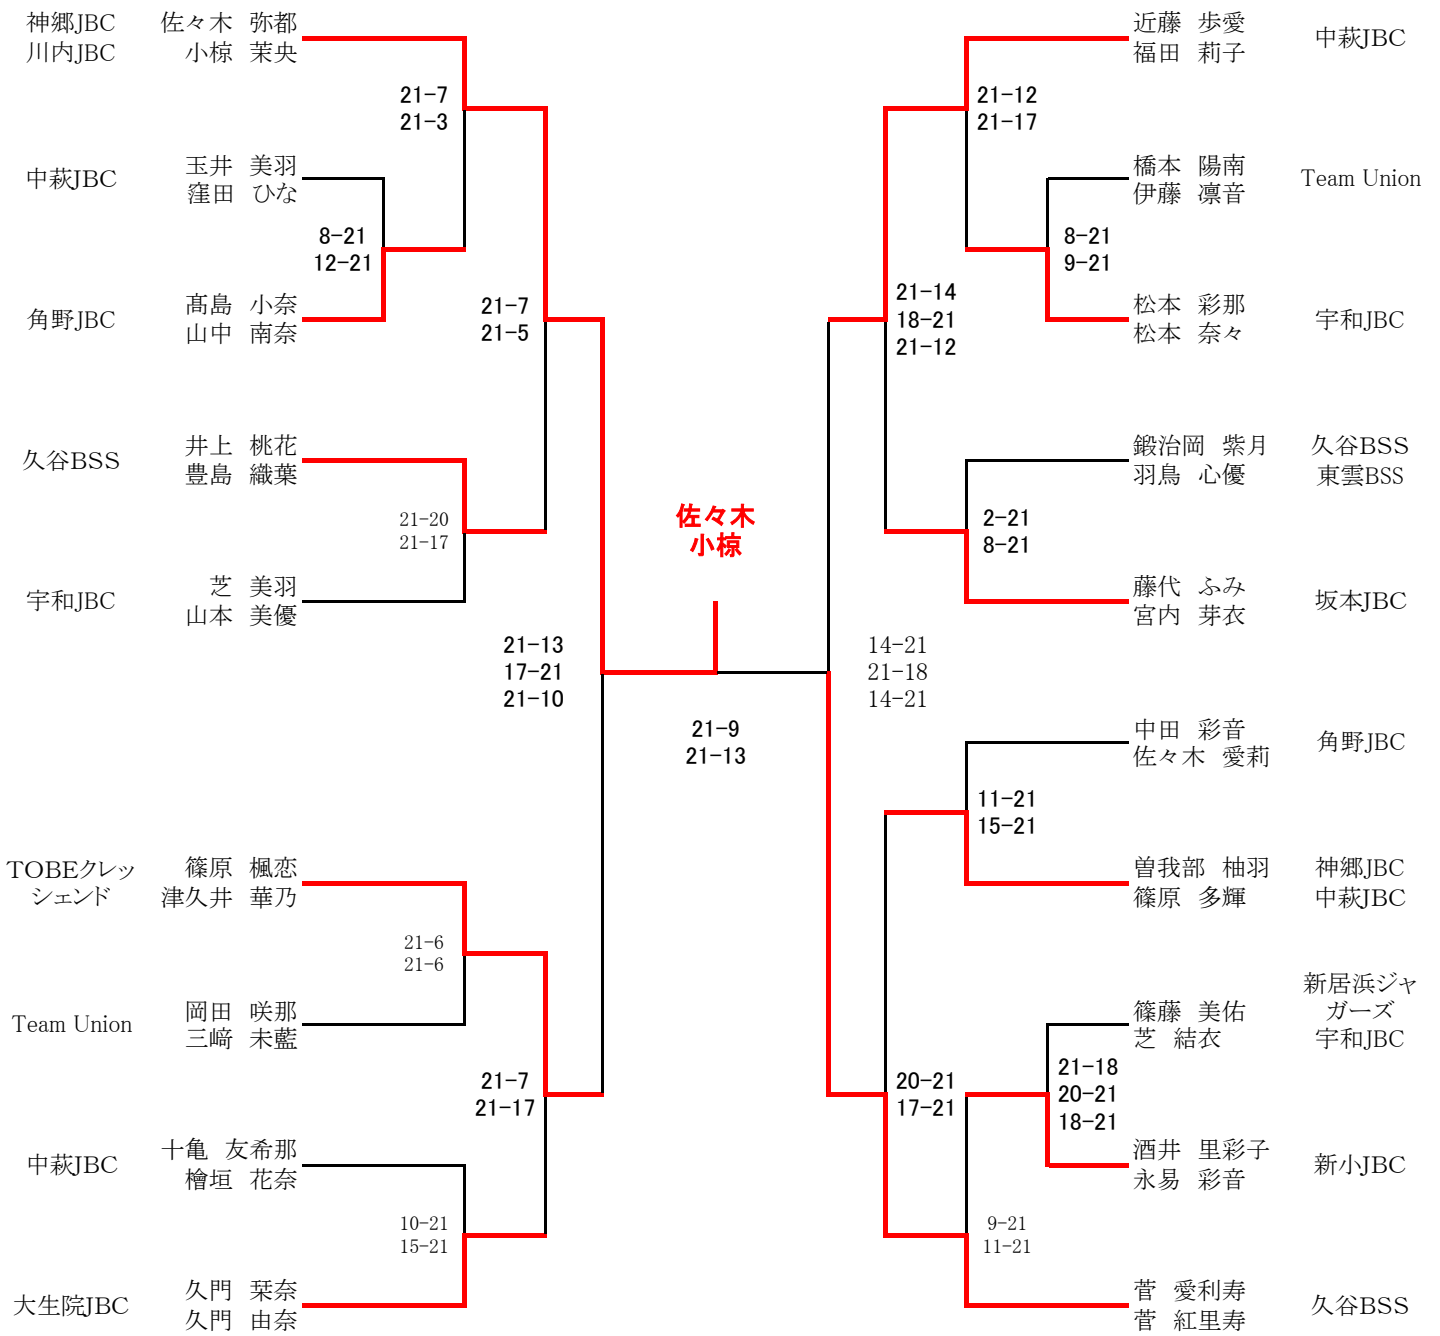 神郷JBC 佐々木 弥都
川内JBC 小椋 茉央
21-7
21-3
中萩JBC 玉井 美羽
窪田 ひな
8-21
12-21
角野JBC 髙島 小奈
山中 南奈
21-7
21-5
久谷BSS 井上 桃花
豊島 織葉
21-20
21-17
宇和JBC 芝 美羽
山本 美優
21-13
17-21
21-10
TOBEクレッシェンド 篠原 楓恋
津久井 華乃
21-6
21-6
Team Union 岡田 咲那
三﨑 未藍
21-7
21-17
中萩JBC 十亀 友希那
檜垣 花奈
10-21
15-21
大生院JBC 久門 栞奈
久門 由奈
佐々木
小椋
21-9
21-13
近藤 歩愛 中萩JBC
福田 莉子
21-12
21-17
橋本 陽南 Team Union
伊藤 凛音
8-21
9-21
松本 彩那 宇和JBC
松本 奈々
21-14
18-21
21-12
鍛治岡 紫月 久谷BSS
羽鳥 心優 東雲BSS
2-21
8-21
藤代 ふみ 坂本JBC
宮内 芽衣
14-21
21-18
14-21
中田 彩音 角野JBC
佐々木 愛莉
11-21
15-21
曽我部 柚羽 神郷JBC
篠原 多輝 中萩JBC
20-21
17-21
篠藤 美佑 新居浜ジャガーズ
芝 結衣 宇和JBC
21-18
20-21
18-21
酒井 里彩子 新小JBC
永易 彩音
9-21
11-21
菅 愛利寿 久谷BSS
菅 紅里寿